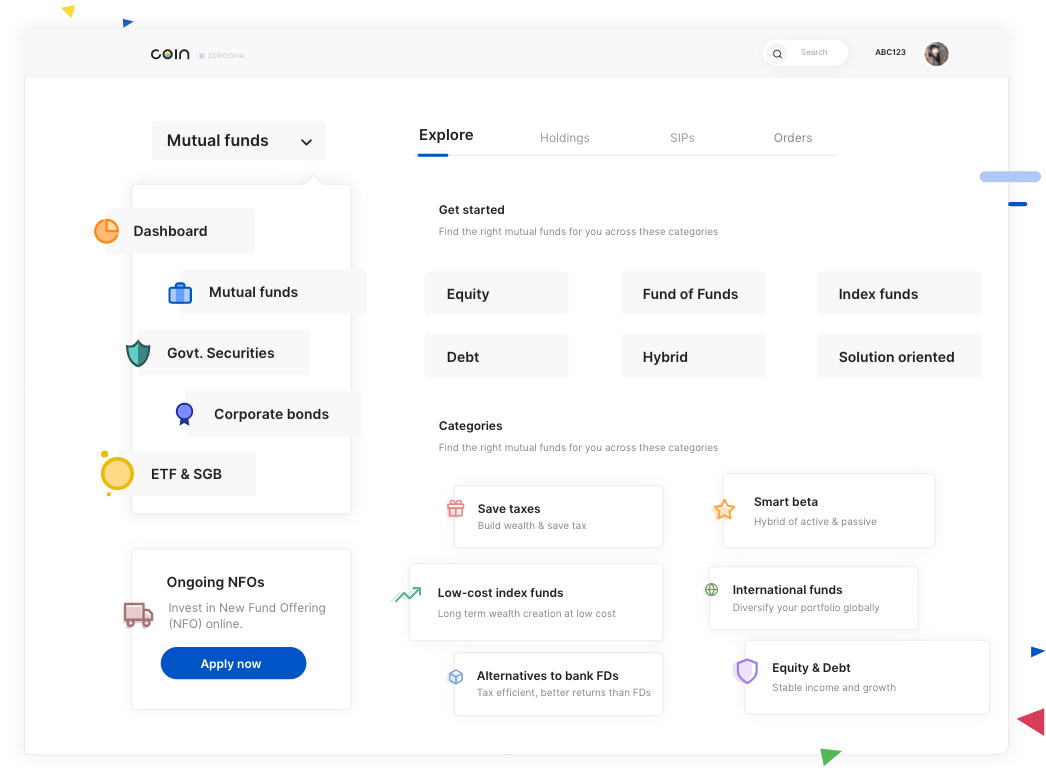 COIN ZERODHA
Search
ABC123
Mutual funds
Explore
Holdings
SIPs
Orders
Dashboard
Mutual funds
Govt. Securities
Corporate bonds
ETF & SGB
Ongoing NFOs
Invest in New Fund Offering
(NFO) online.
Apply now
Get started
Find the right mutual funds for you across these categories
Equity
Fund of Funds
Index funds
Debt
Hybrid
Solution oriented
Categories
Find the right mutual funds for you across these categories
Save taxes
Build wealth & save tax
Smart beta
Hybrid of active & passive
Low-cost index funds
Long term wealth creation at low cost
International funds
Diversify your portfolio globally
Alternatives to bank FDs
Tax efficient, better returns than FDs
Equity & Debt
Stable income and growth